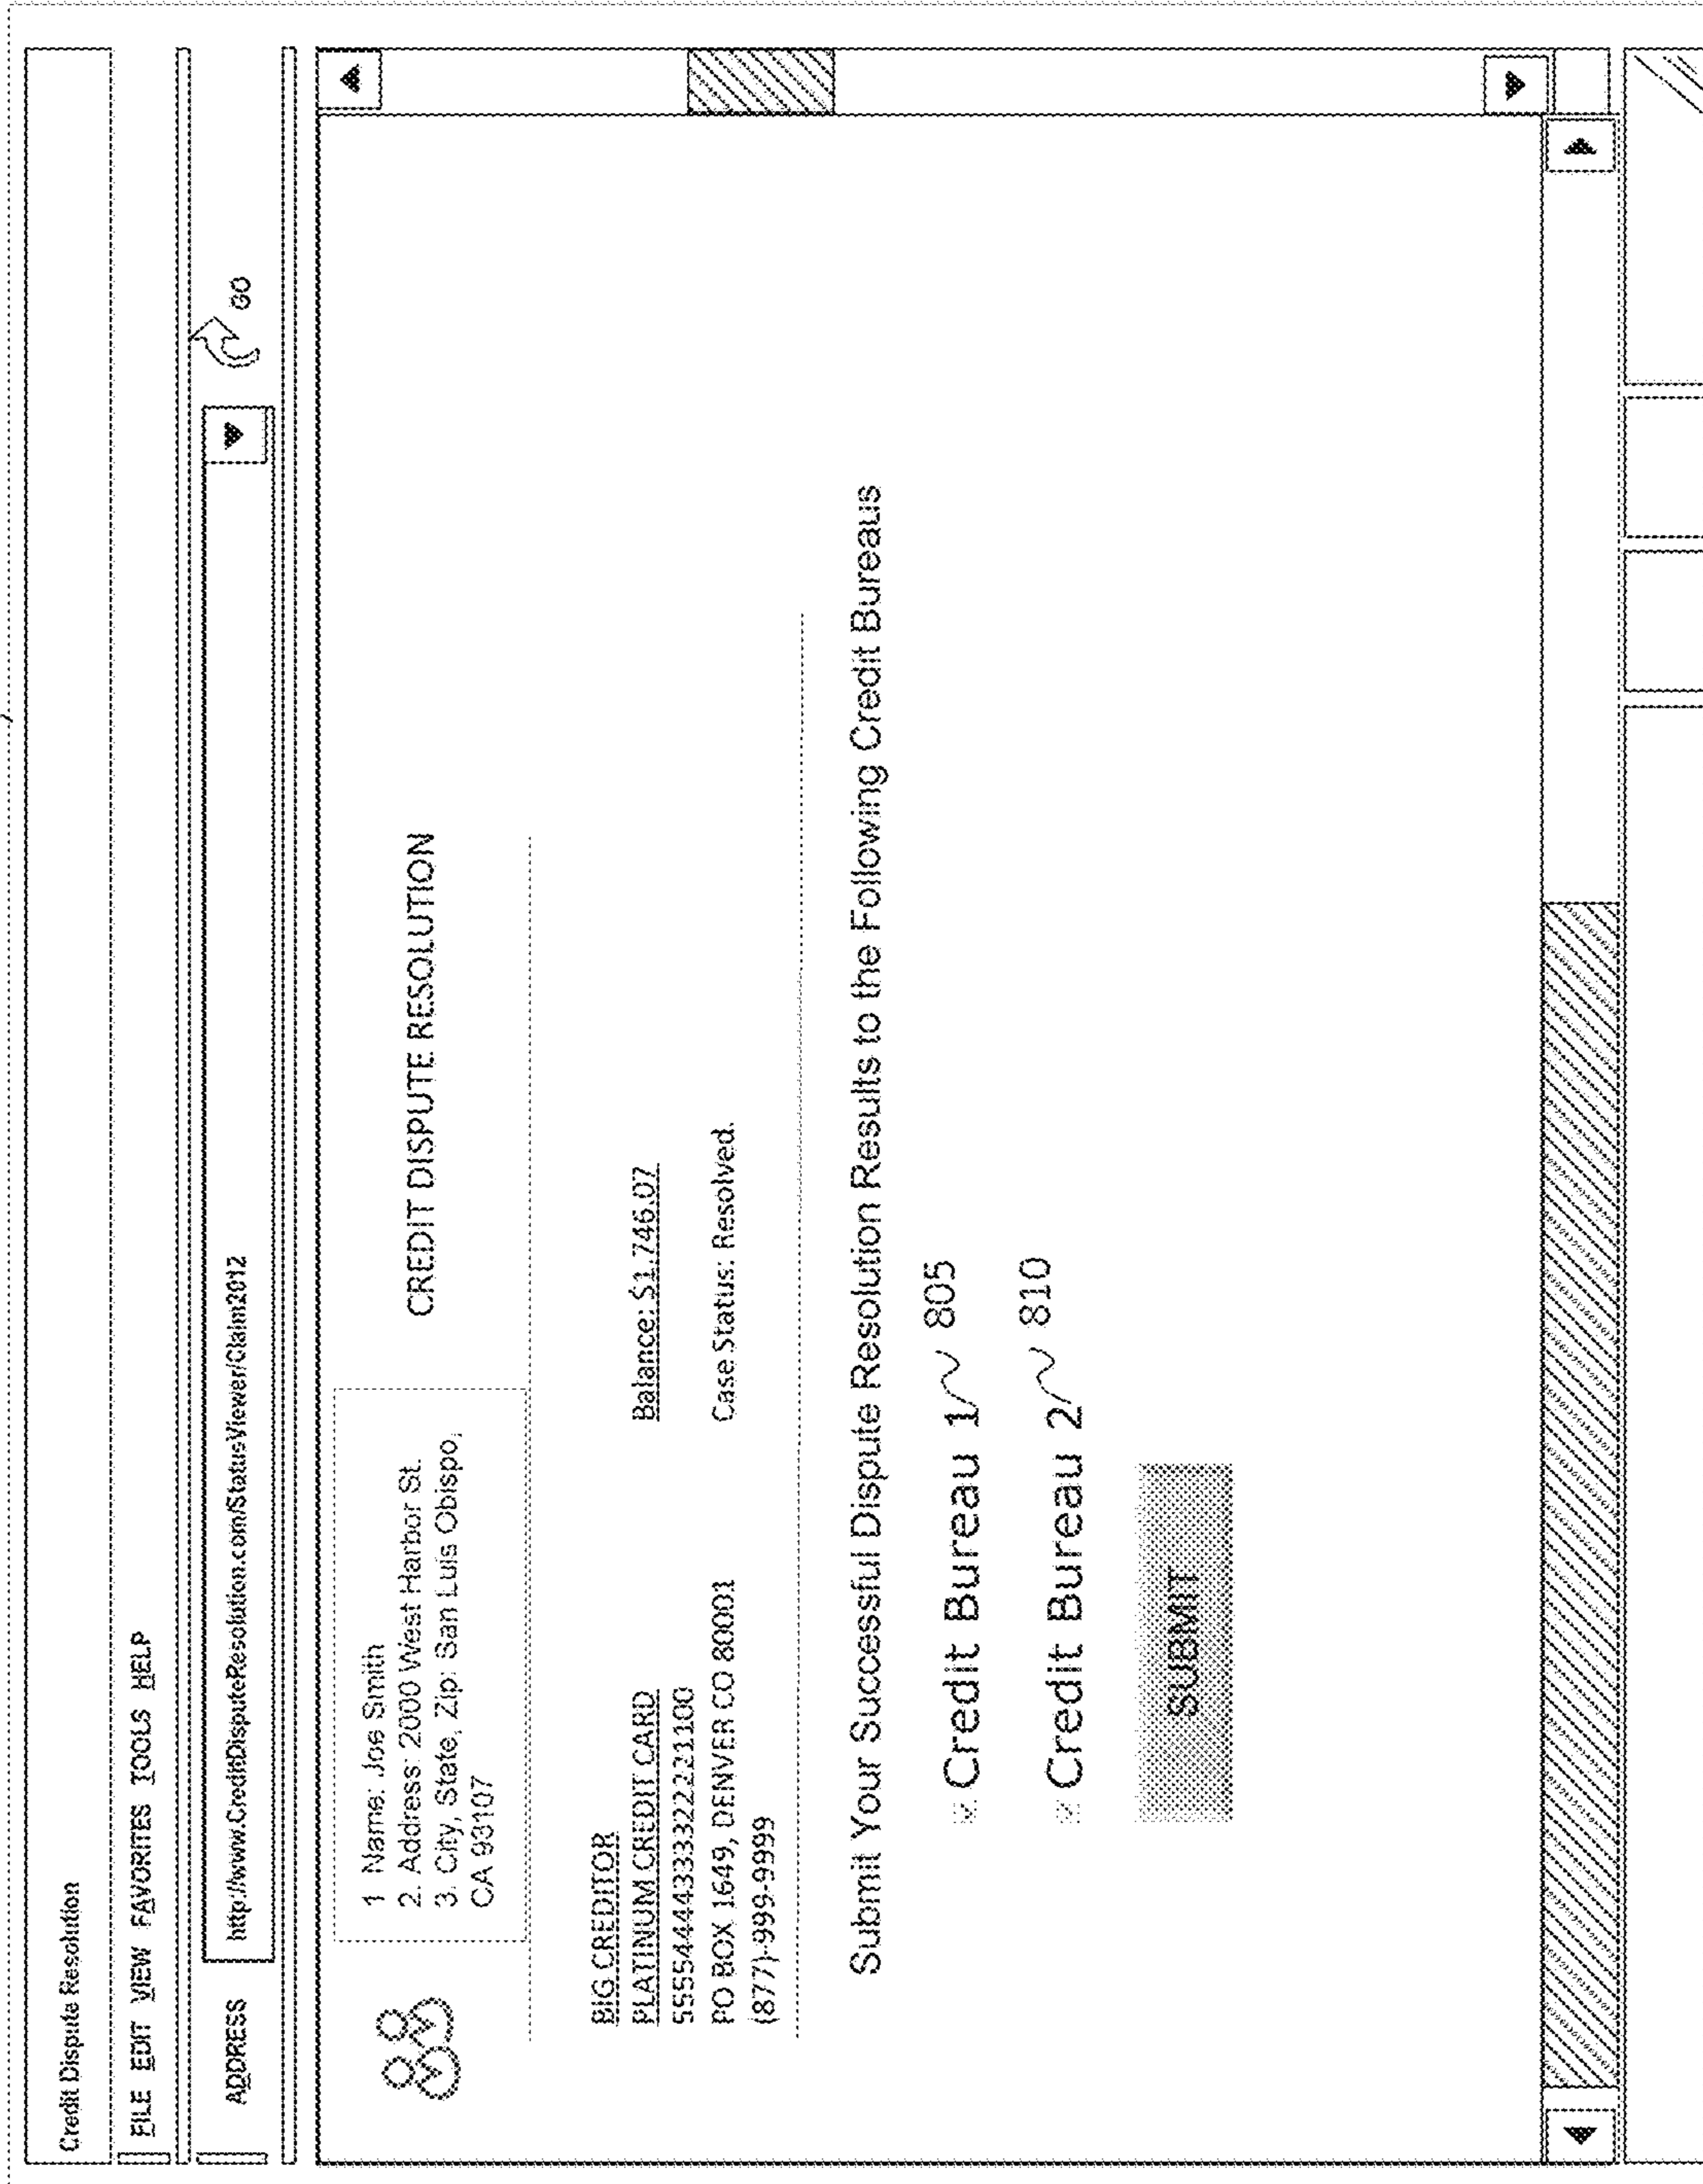 Credit Dispute Resolution
FILE EDIT VIEW FAVORITES TOOLS HELP
ADDRESS http://www.CreditDisputeResolution.com/StatusViewer/Claim2012 GO
1 Name: Joe Smith
2. Address: 2000 West Harbor St.
3. City, State, Zip: San Luis Obispo,
CA 93107
CREDIT DISPUTE RESOLUTION
BIG CREDITOR
PLATINUM CREDIT CARD Balance: $1,746.07
55554444333322221100
PO BOX 1649, DENVER CO 80001 Case Status: Resolved.
(877)-999-9999
Submit Your Successful Dispute Resolution Results to the Following Credit Bureaus
Credit Bureau 1 805
Credit Bureau 2 810
SUBMIT